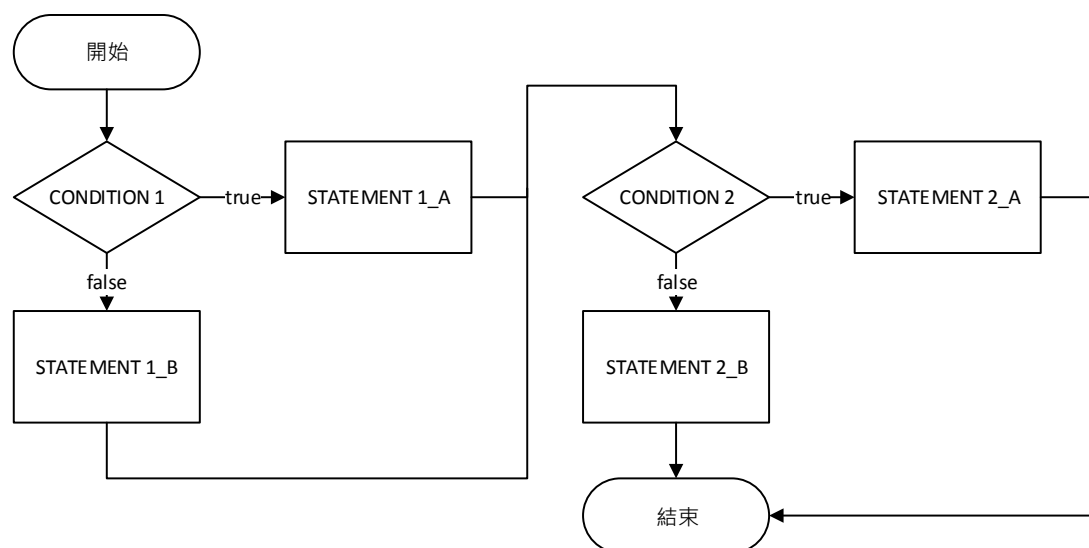 開始
CONDITION 1
true
STATEMENT 1_A
false
STATEMENT 1_B
CONDITION 2
true
STATEMENT 2_A
false
STATEMENT 2_B
結束